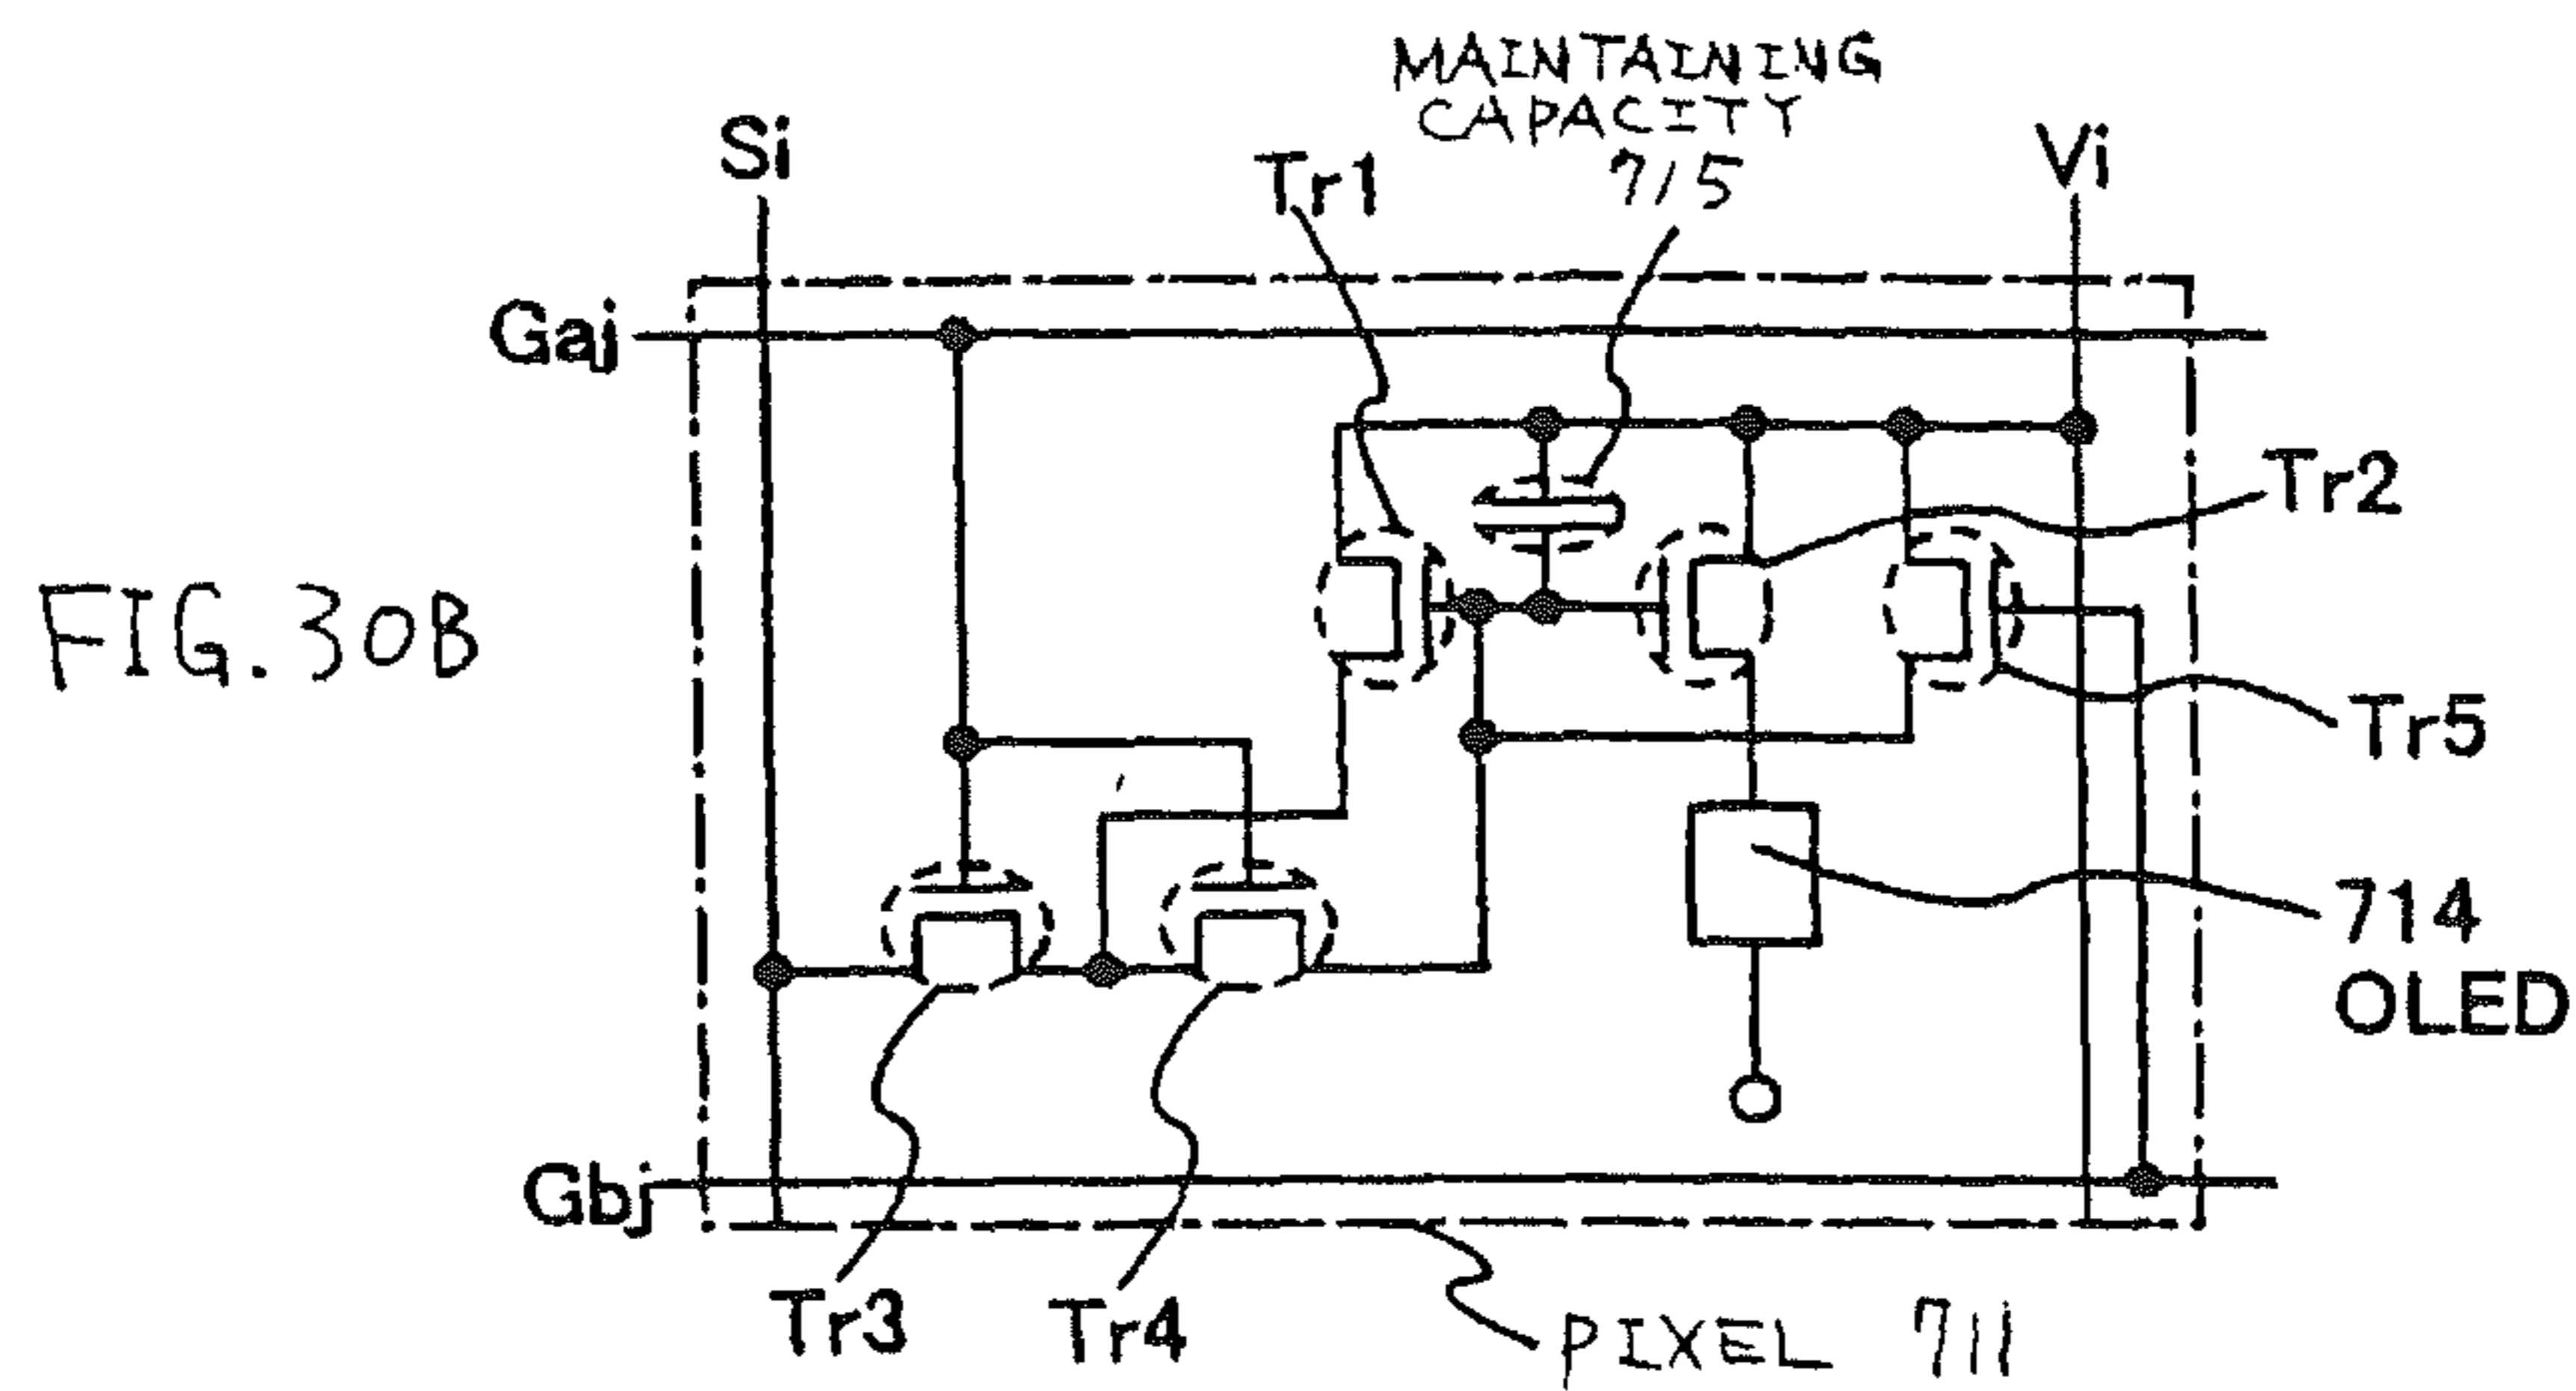 MAINTAINING
CAPACITY
715
Si
Tr1
Vi
Gaj
Tr2
FIG. 30B
Tr5
714
OLED
Gbj
Tr3
Tr4
PIXEL 711